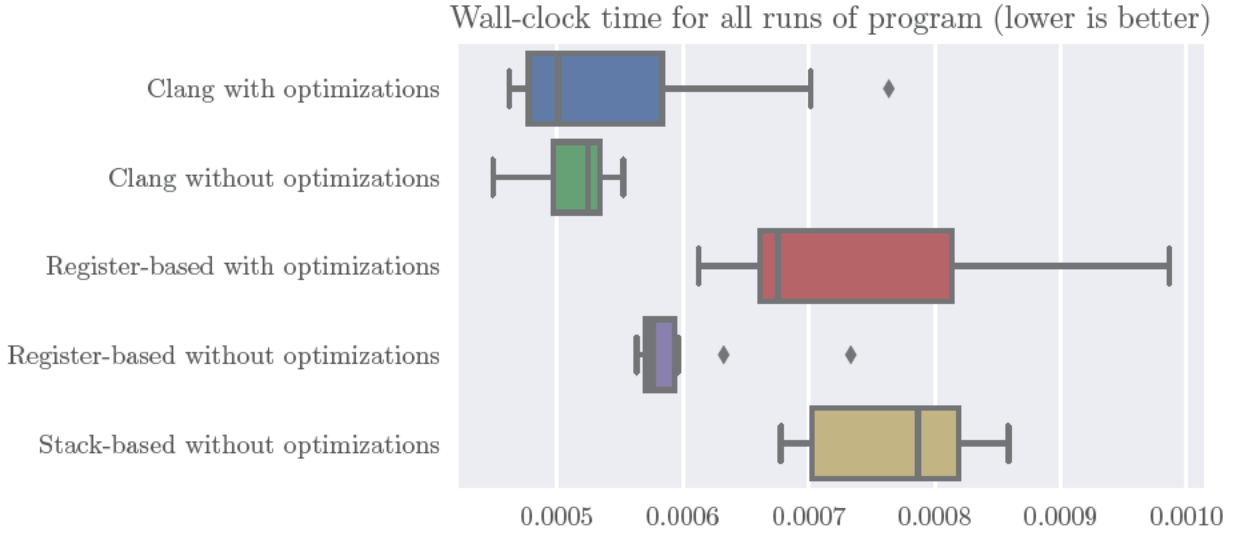 Wall-clock time for all runs of program (lower is better)
Clang with optimizations
Clang without optimizations
Register-based with optimizations
Register-based without optimizations
Stack-based without optimizations
0.0005 0.0006 0.0007 0.0008 0.0009 0.0010